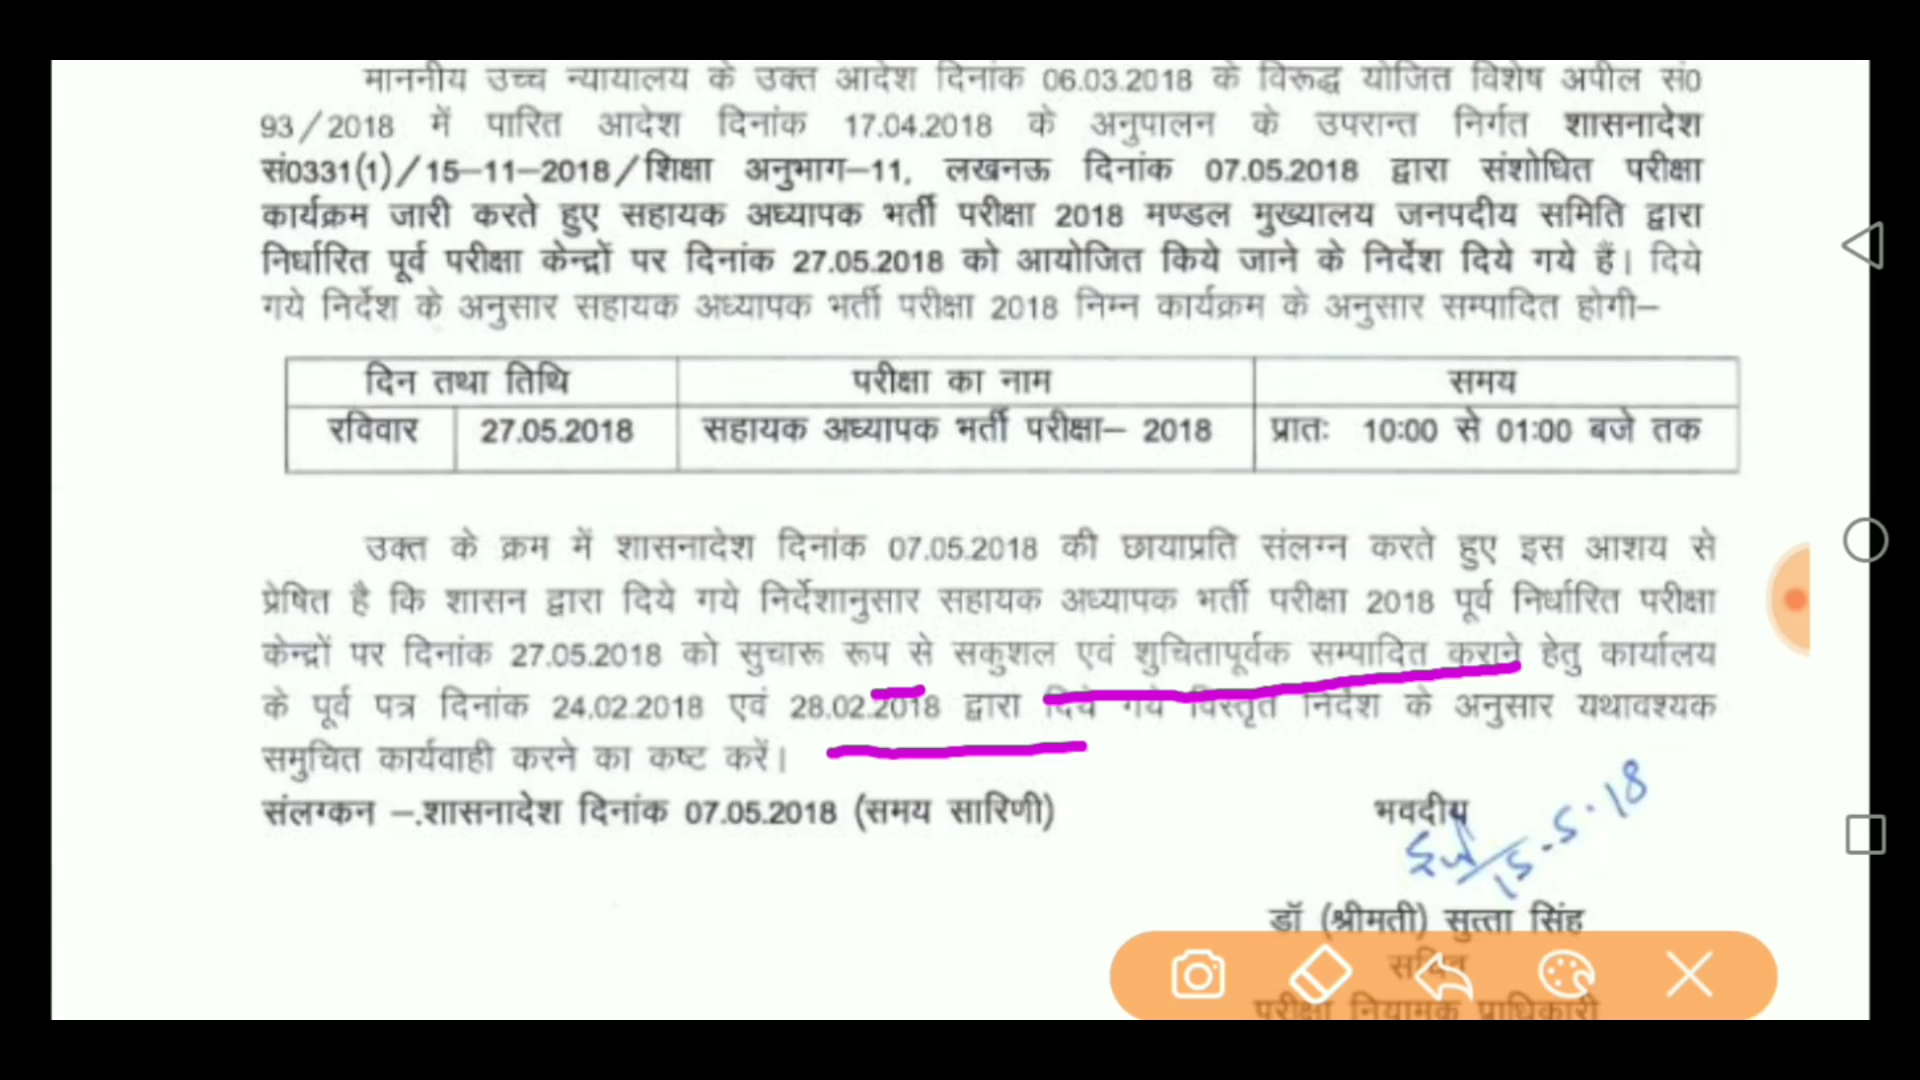 माननीय उच्च न्यायालय के उक्त आदेश दिनांक 06.03.2018 के विरूद्ध योजित विशेष अपील सं0
93/2018 में पारित आदेश दिनांक 17.04.2018 के अनुपालन के उपरान्त निर्गत शासनादेश
सं0331(1)/15–11–2018/शिक्षा अनुभाग–11, लखनऊ दिनांक 07.05.2018 द्वारा संशोधित परीक्षा
कार्यक्रम जारी करते हुए सहायक अध्यापक भर्ती परीक्षा 2018 मण्डल मुख्यालय जनपदीय समिति द्वारा
निर्धारित पूर्व परीक्षा केन्द्रों पर दिनांक 27.05.2018 को आयोजित किये जाने के निर्देश दिये गये हैं। दिये
गये निर्देश के अनुसार सहायक अध्यापक भर्ती परीक्षा 2018 निम्न कार्यक्रम के अनुसार सम्पादित होगी–
दिन तथा तिथि परीक्षा का नाम समय
रविवार 27.05.2018 सहायक अध्यापक भर्ती परीक्षा– 2018 प्रातः 10:00 से 01:00 बजे तक
उक्त के क्रम में शासनादेश दिनांक 07.05.2018 की छायाप्रति संलग्न करते हुए इस आशय से
प्रेषित है कि शासन द्वारा दिये गये निर्देशानुसार सहायक अध्यापक भर्ती परीक्षा 2018 पूर्व निर्धारित परीक्षा
केन्द्रों पर दिनांक 27.05.2018 को सुचारू रूप से सकुशल एवं शुचितापूर्वक सम्पादित कराने हेतु कार्यालय
के पूर्व पत्र दिनांक 24.02.2018 एवं 28.02.2018 द्वारा दिये गये विस्तृत निर्देश के अनुसार यथावश्यक
समुचित कार्यवाही करने का कष्ट करें।
संलग्कन –.शासनादेश दिनांक 07.05.2018 (समय सारिणी) भवदीय
15-5-18
डॉ (श्रीमती) सुत्ता सिंह
सचिव
परीक्षा नियामक प्राधिकारी